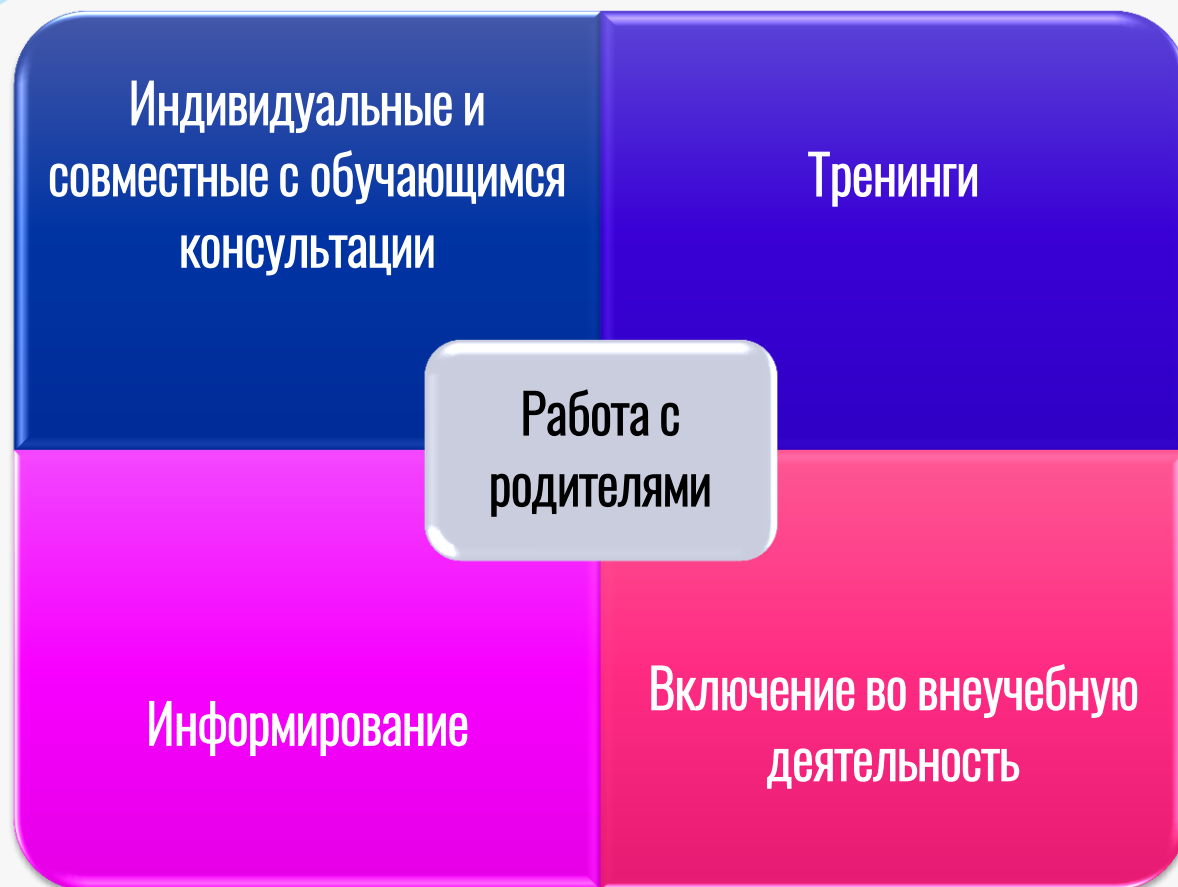 Индивидуальные и
совместные с обучающимся
консультации
Тренинги
Работа с
родителями
Информирование
Включение во внеучебную
деятельность